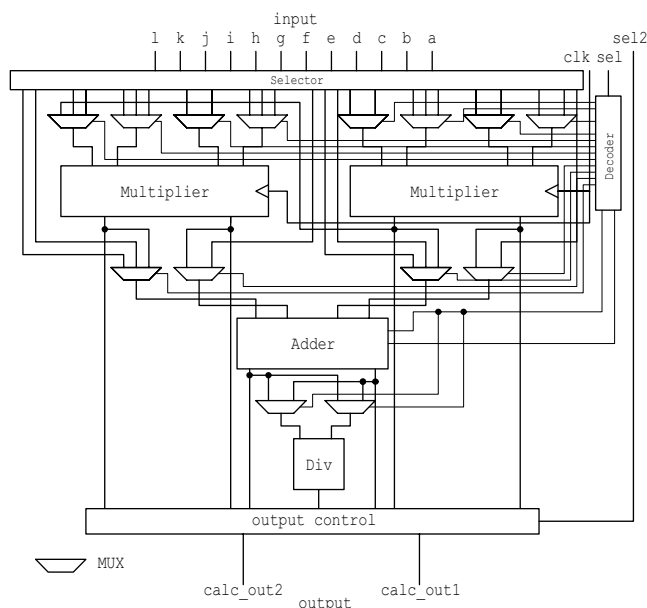 input
l k j i h g f e d c b a
sel2
clk sel
Selector
Decoder
Multiplier
Multiplier
Adder
Div
output control
MUX
calc_out2 calc_out1
output